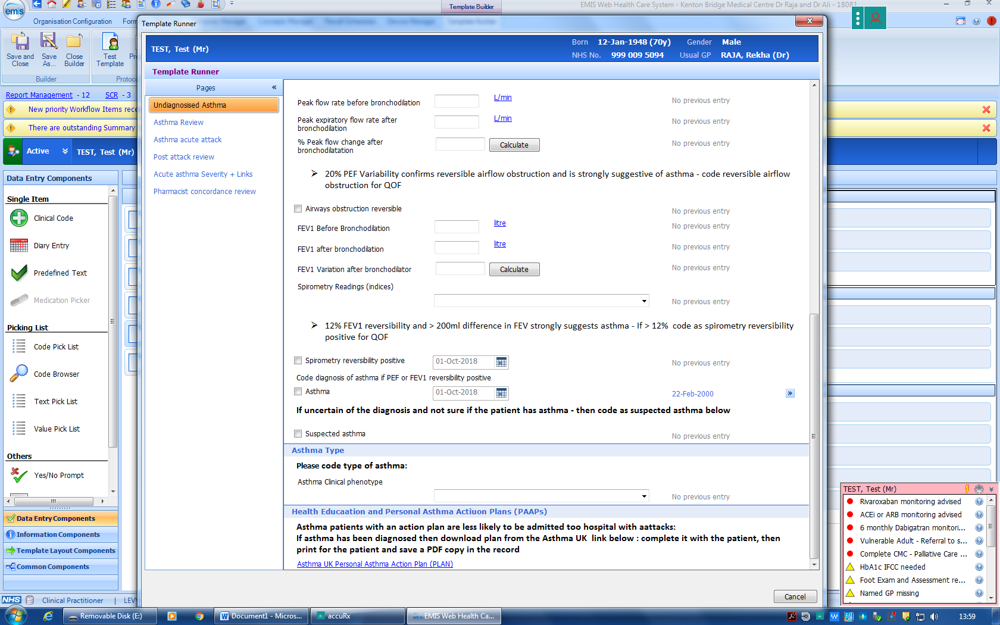 Template Builder
EMIS Web Health Care System - Kenton Bridge Medical Centre Dr Raja and Dr Ali - 18081
emis
Organisation Configuration
Save and Close
Save As...
Close Builder
Test Template
Builder
Report Management - 12 SCR - 3
New priority Workflow Items rece
There are outstanding Summary
Active
TEST, Test (Mr)
Data Entry Components
Single Item
Clinical Code
Diary Entry
Predefined Text
Medication Picker
Picking List
Code Pick List
Code Browser
Text Pick List
Value Pick List
Others
Yes/No Prompt
Data Entry Components
Information Components
Template Layout Components
Common Components
NHS
Clinical Practitioner
Template Runner
TEST, Test (Mr)
Born 12-Jan-1948 (70y) Gender Male
NHS No. 999 009 5094 Usual GP RAJA, Rekha (Dr)
Template Runner
Pages «
Undiagnosised Asthma
Asthma Review
Asthma acute attack
Post attack review
Acute asthma Severity + Links
Pharmacist concordance review
Peak flow rate before bronchodilation L/min No previous entry
Peak expiratory flow rate after bronchodilation L/min No previous entry
% Peak flow change after bronchodilatation Calculate No previous entry
20% PEF Variability confirms reversible airflow obstruction and is strongly suggestive of asthma - code reversible airflow
obstruction for QOF
Airways obstruction reversible No previous entry
FEV1 Before Bronchodilation litre No previous entry
FEV1 after bronchodilation litre No previous entry
FEV1 Variation after bronchodilator Calculate No previous entry
Spirometry Readings (indices)
No previous entry
12% FEV1 reversibility and > 200ml difference in FEV strongly suggests asthma - If > 12% code as spirometry reversibility
positive for QOF
Spirometry reversibility positive 01-Oct-2018 No previous entry
Code diagnosis of asthma if PEF or FEV1 reversibility positive
Asthma 01-Oct-2018 22-Feb-2000 »
If uncertain of the diagnosis and not sure if the patient has asthma - then code as suspected asthma below
Suspected asthma No previous entry
Asthma Type
Please code type of asthma:
Asthma Clinical phenotype
No previous entry
Health Educaation and Personal Asthma Actiuon Plans (PAAPs)
Asthma patients with an action plan are less likely to be admitted too hospital with aattacks:
If asthma has been diagnosed then download plan from the Asthma UK link below : complete it with the patient, then
print for the patient and save a PDF copy in the record
Asthma UK Personal Asthma Action Plan (PLAN)
Cancel
TEST, Test (Mr)
Rivaroxaban monitoring advised
ACEi or ARB monitoring advised
6 monthly Dabigatran monitori...
Vulnerable Adult - Referral to s...
Complete CMC - Palliative Care ...
HbA1c IFCC needed
Foot Exam and Assessment re...
Named GP missing
Removable Disk (E:)
Document1 - Micros...
accuRx
EMIS Web Health Ca...
13:59